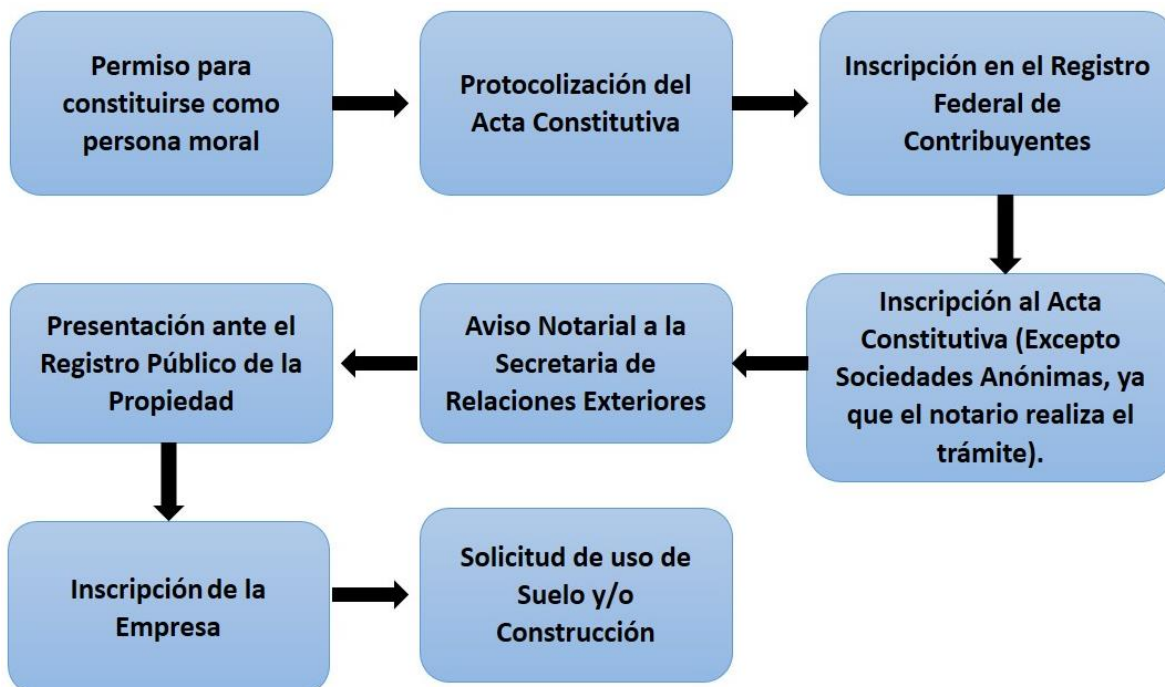 Permiso para
constituirse como
persona moral
Protocolización del
Acta Constitutiva
Inscripción en el Registro
Federal de
Contribuyentes
Inscripción al Acta
Constitutiva (Excepto
Sociedades Anónimas, ya
que el notario realiza el
trámite).
Aviso Notarial a la
Secretaria de
Relaciones Exteriores
Presentación ante el
Registro Público de la
Propiedad
Inscripción de la
Empresa
Solicitud de uso de
Suelo y/o
Construcción